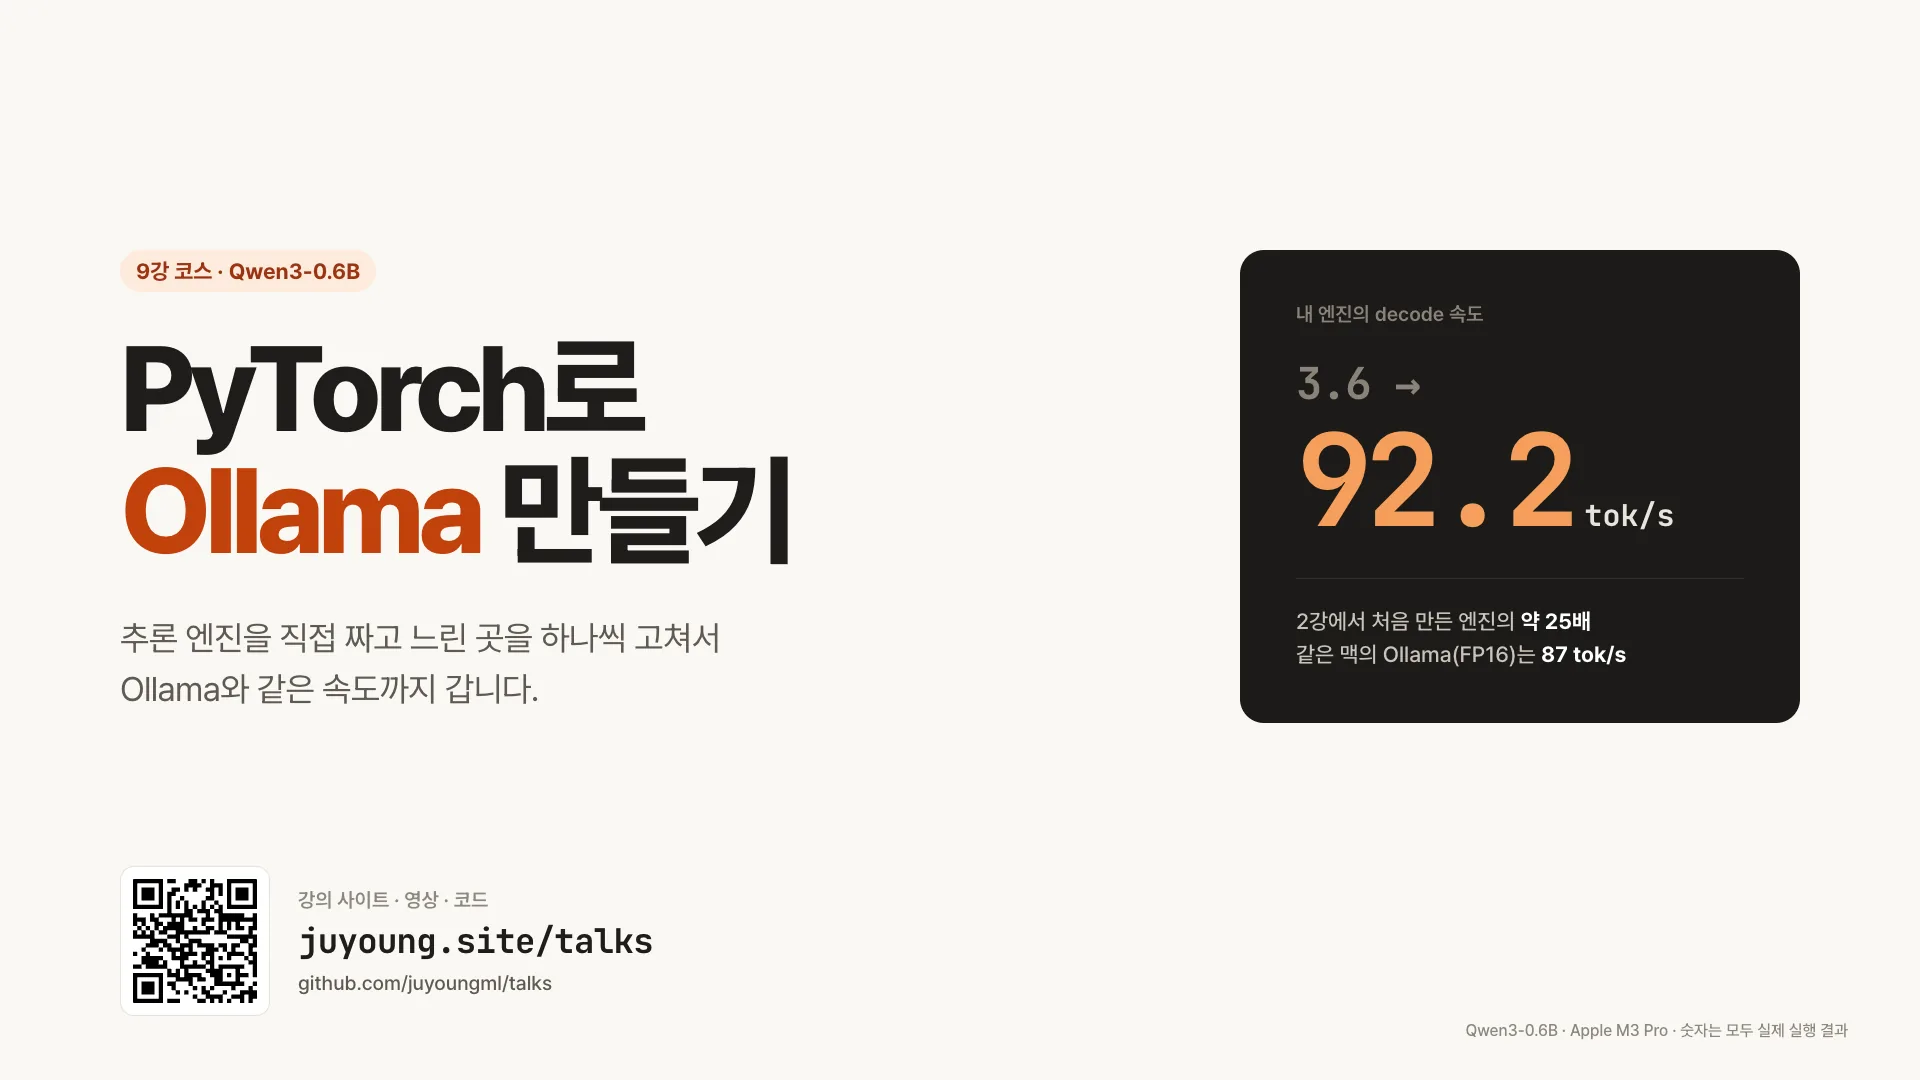 9강 코스 · Qwen3-0.6B
PyTorch로
Ollama 만들기
추론 엔진을 직접 짜고 느린 곳을 하나씩 고쳐서
Ollama와 같은 속도까지 갑니다.
내 엔진의 decode 속도
3.6 →
92.2 tok/s
2강에서 처음 만든 엔진의 약 25배
같은 맥의 Ollama(FP16)는 87 tok/s
강의 사이트 · 영상 · 코드
juyoung.site/talks
github.com/juyoungml/talks
Qwen3-0.6B · Apple M3 Pro · 숫자는 모두 실제 실행 결과